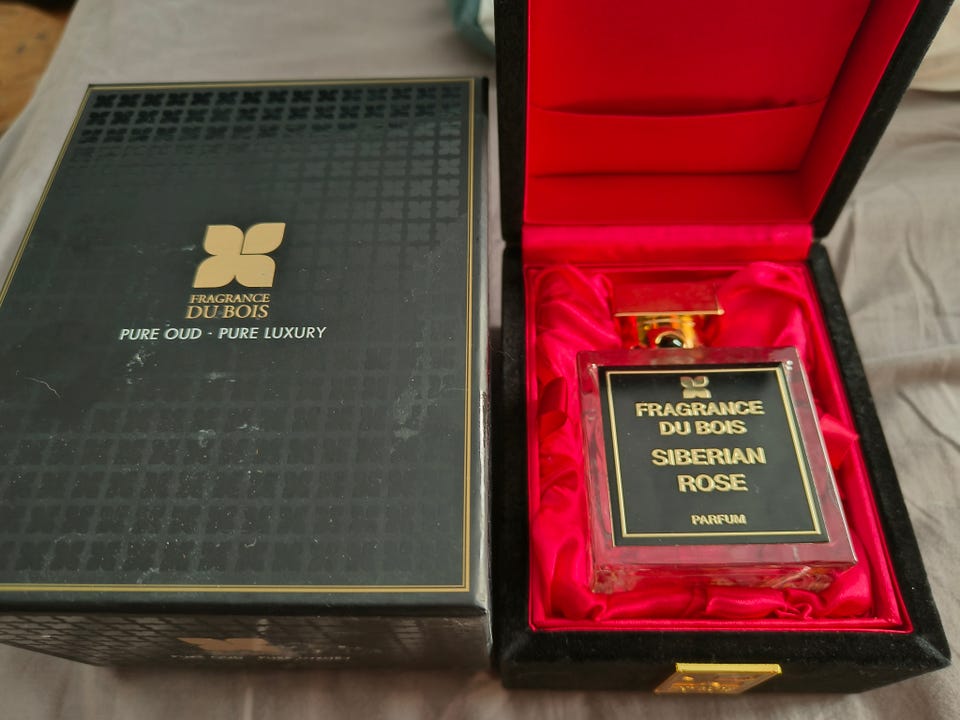 FRAGRANCE
DU BOIS
PURE OUD · PURE LUXURY
FRAGRANCE
DU BOIS
SIBERIAN
ROSE
PARFUM